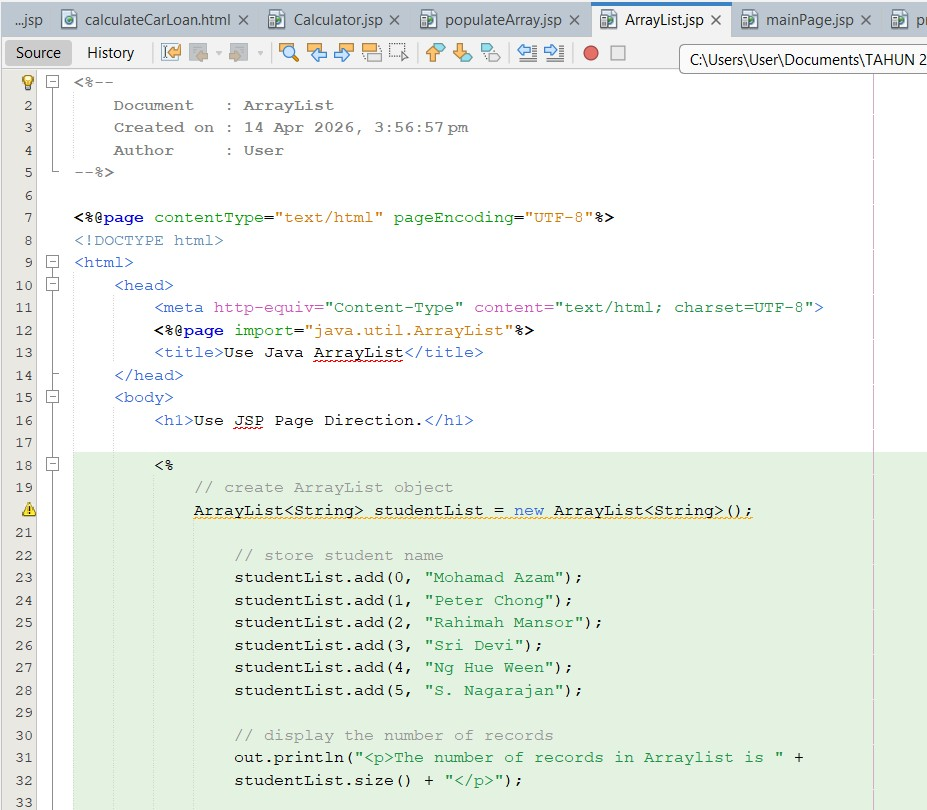 ...jsp calculateCarLoan.html Calculator.jsp populateArray.jsp ArrayList.jsp mainPage.jsp
Source History
C:\Users\User\Documents\TAHUN 2
<%--
2 Document : ArrayList
3 Created on : 14 Apr 2026, 3:56:57 pm
4 Author : User
5 --%>
6
7 <%@page contentType="text/html" pageEncoding="UTF-8"%>
8 <!DOCTYPE html>
9 <html>
10 <head>
11 <meta http-equiv="Content-Type" content="text/html; charset=UTF-8">
12 <%@page import="java.util.ArrayList"%>
13 <title>Use Java ArrayList</title>
14 </head>
15 <body>
16 <h1>Use JSP Page Direction.</h1>
17
18 <%
19 // create ArrayList object
ArrayList<String> studentList = new ArrayList<String>();
21
22 // store student name
23 studentList.add(0, "Mohamad Azam");
24 studentList.add(1, "Peter Chong");
25 studentList.add(2, "Rahimah Mansor");
26 studentList.add(3, "Sri Devi");
27 studentList.add(4, "Ng Hue Ween");
28 studentList.add(5, "S. Nagarajan");
29
30 // display the number of records
31 out.println("<p>The number of records in Arraylist is " +
32 studentList.size() + "</p>");
33